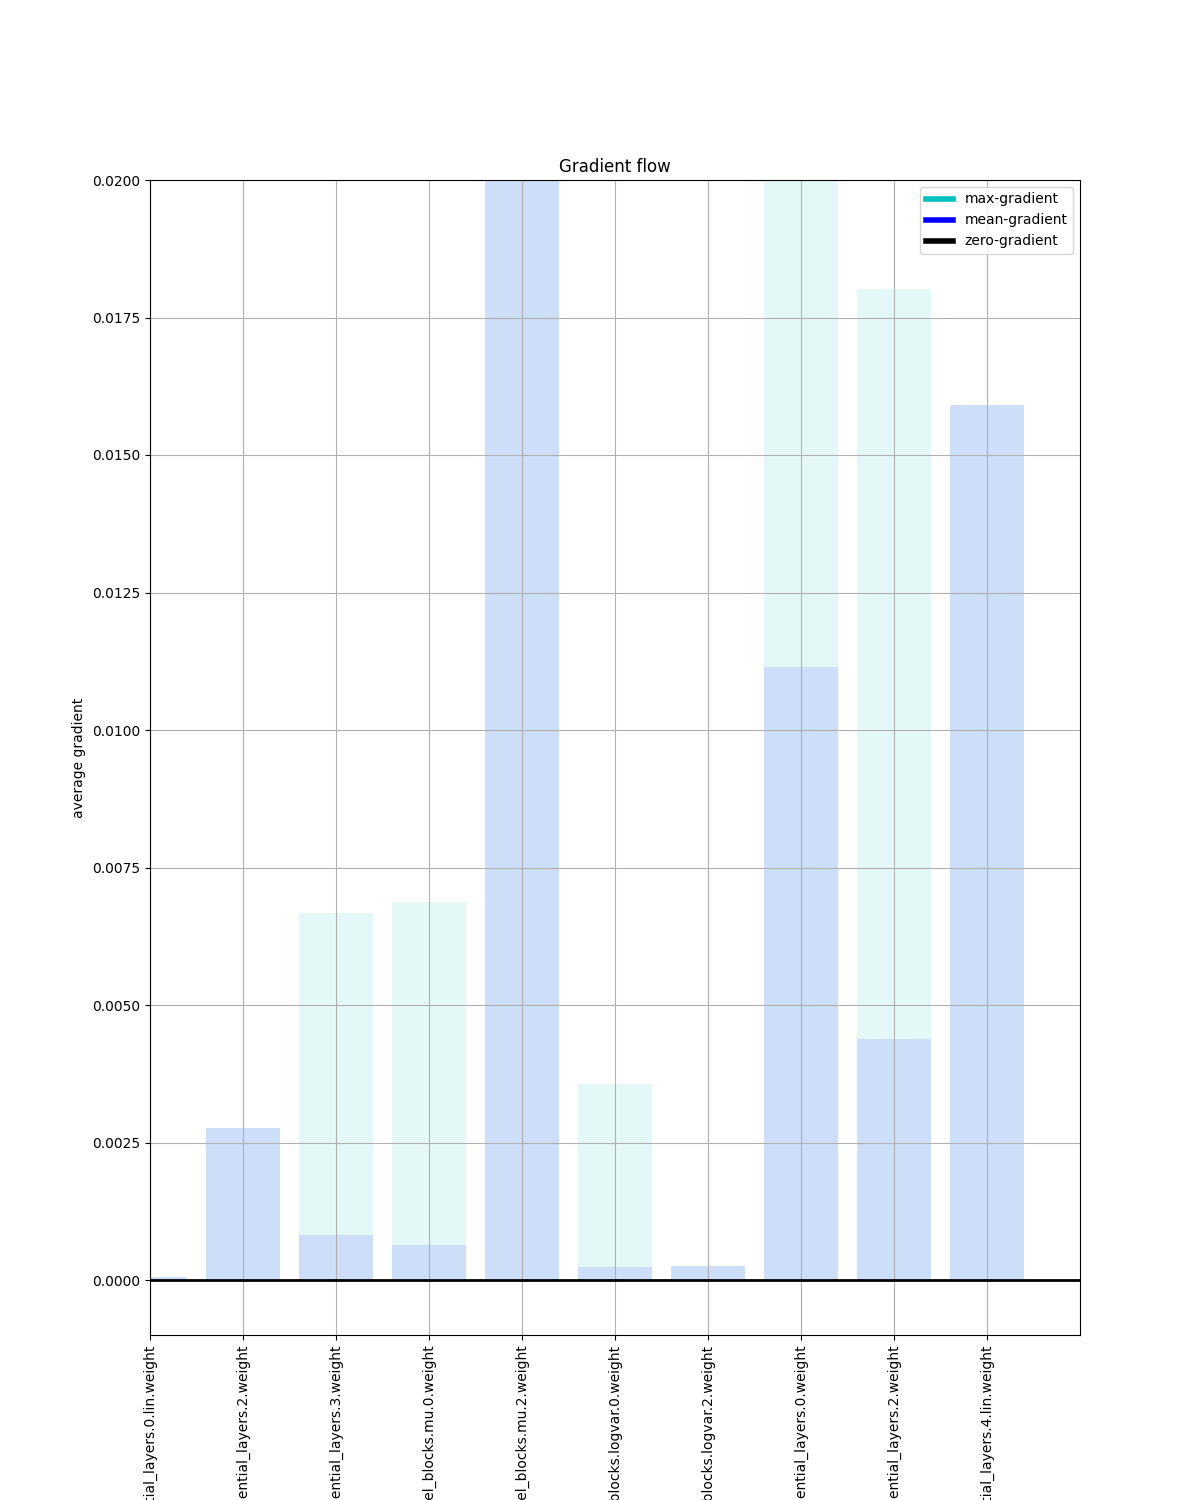 Gradient flow
max-gradient
mean-gradient
zero-gradient
average gradient
0.0200
0.0175
0.0150
0.0125
0.0100
0.0075
0.0050
0.0025
0.0000
tial_layers.0.lin.weight
ential_layers.2.weight
ential_layers.3.weight
el_blocks.mu.0.weight
el_blocks.mu.2.weight
blocks.logvar.0.weight
blocks.logvar.2.weight
ential_layers.0.weight
ential_layers.2.weight
tial_layers.4.lin.weight